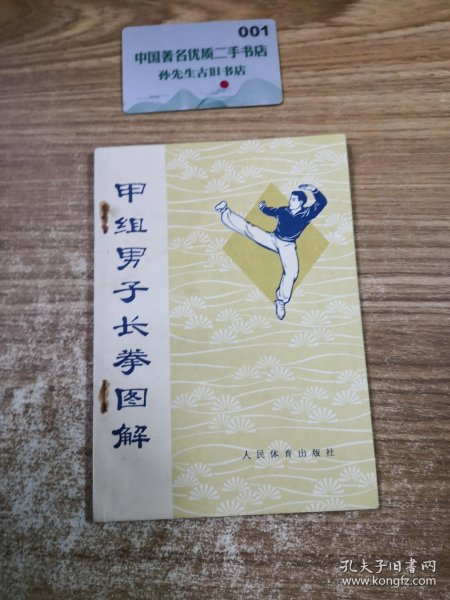 001
中国著名优质二手书店
孙先生古旧书店
甲组男子长拳图解
人民体育出版社
孔夫子旧书网
www.kongfz.com